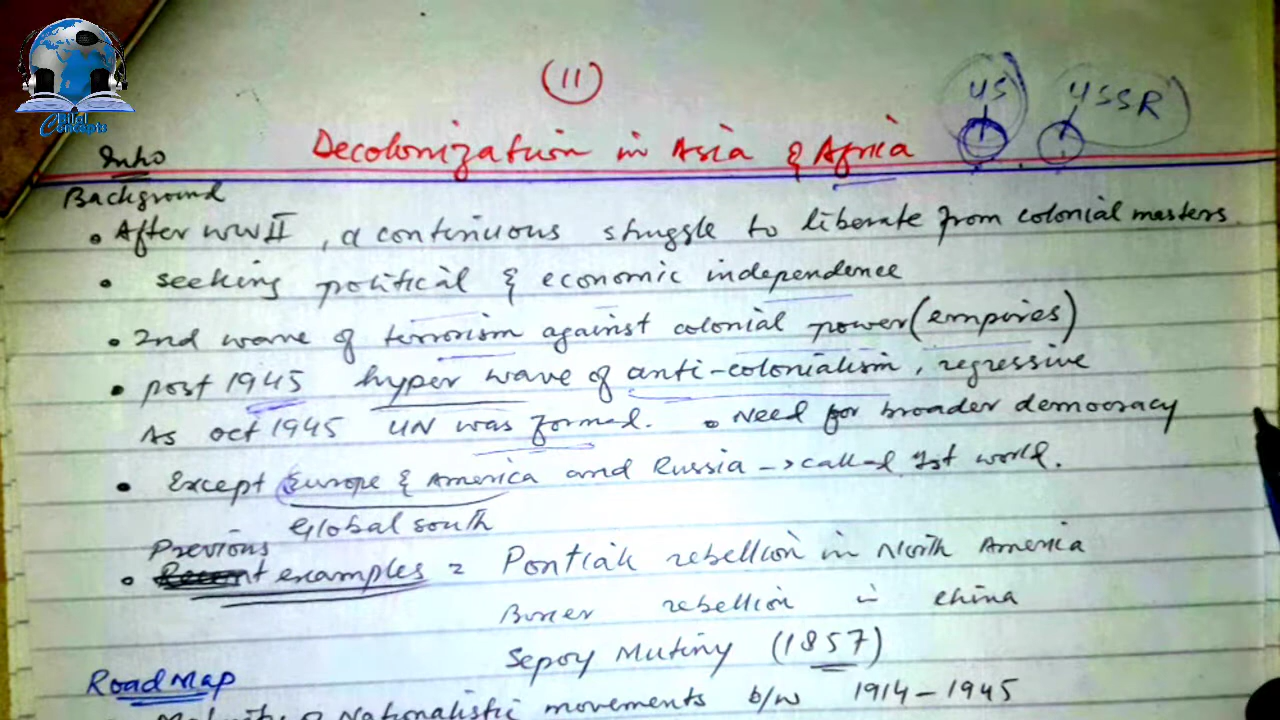 Bilal
Concepts
(11)
US USSR
Intro
Decolonization in Asia & Africa
Background
• After WWII, a continuous struggle to liberate from colonial masters
• seeking political & economic independence
• 2nd wave of terrorism against colonial power (empires)
• post 1945 hyper wave of anti-colonialism, regressive
As oct 1945 UN was formed. • Need for broader democracy
• Except Europe & America and Russia -> called 1st world.
Global south
Previous
• examples = Pontiak rebellion in North America
Boxer rebellion in China
Sepoy Mutiny (1857)
Road Map
Nationalistic movements b/w 1914-1945